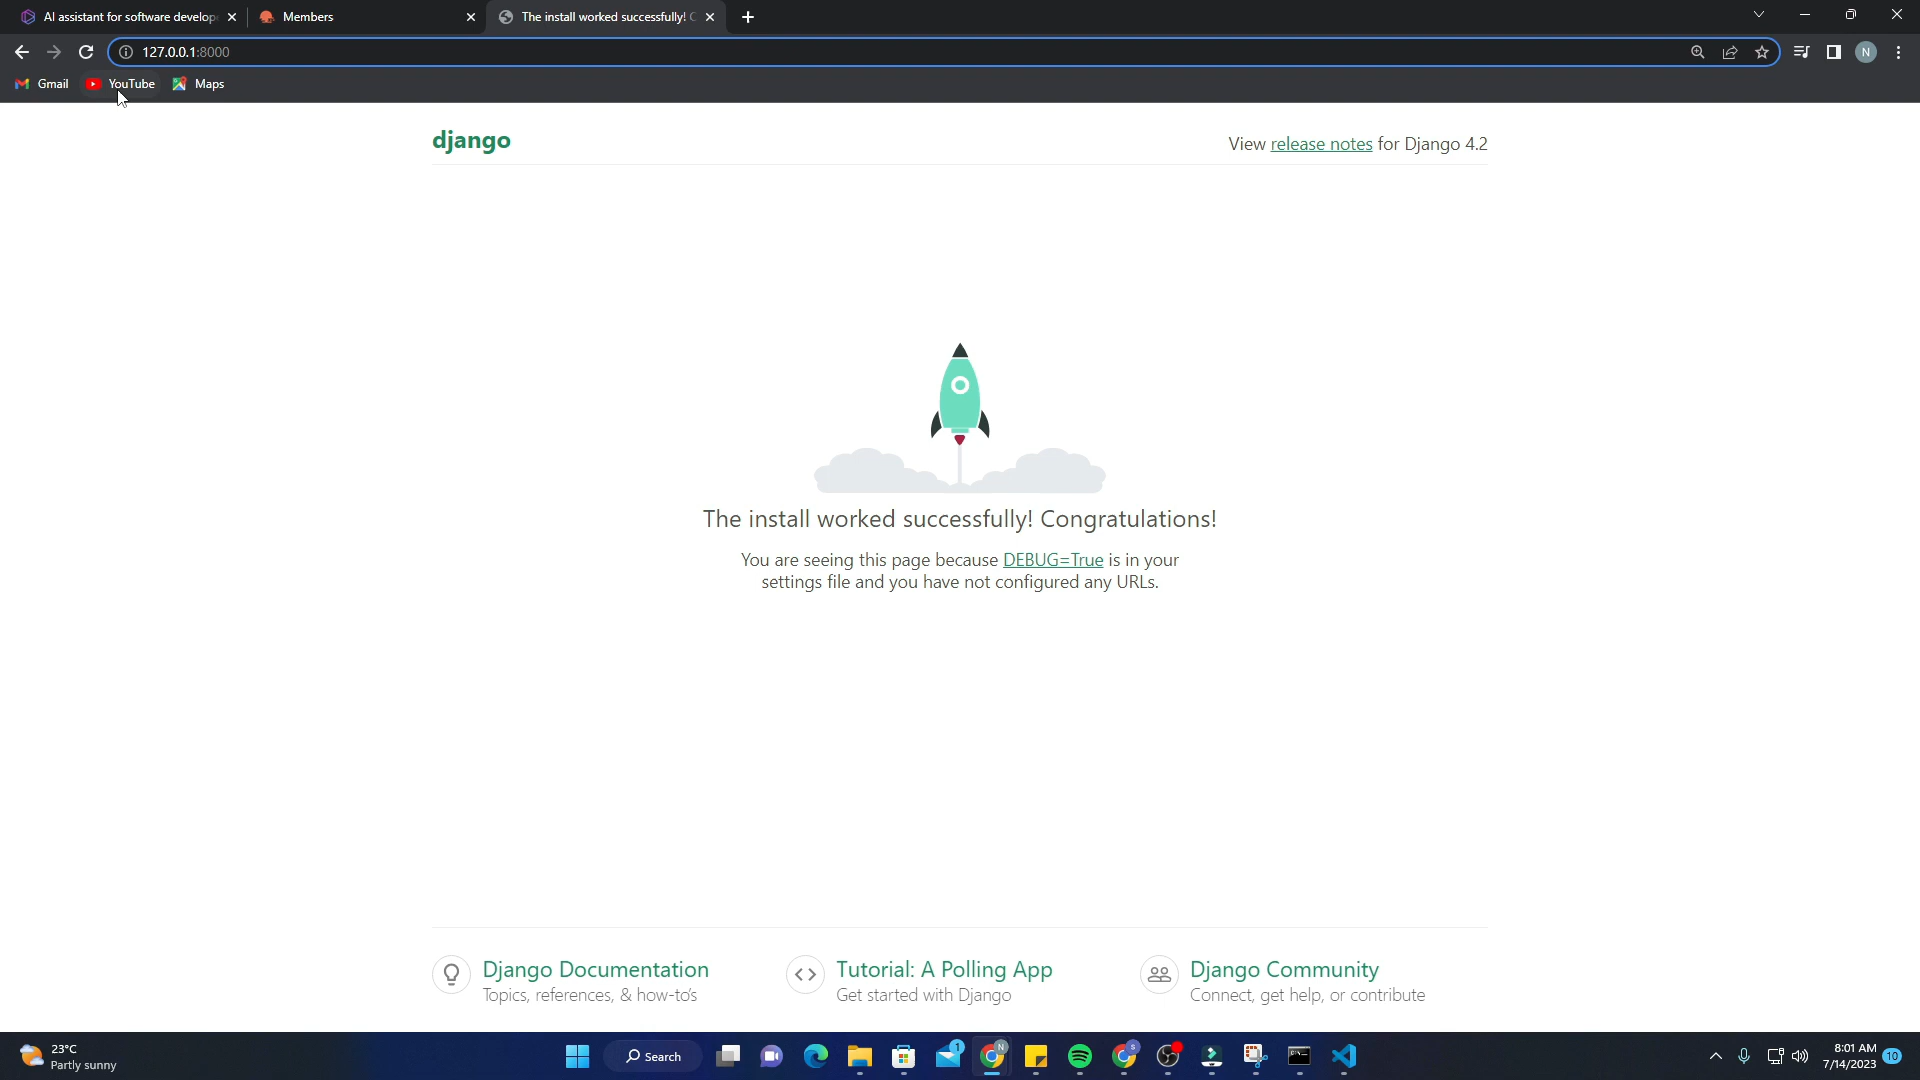 AI assistant for software develop
Members
The install worked successfully! C
127.0.0.1:8000
N
Gmail
YouTube
Maps
django
View release notes for Django 4.2
The install worked successfully! Congratulations!
You are seeing this page because DEBUG=True is in your
settings file and you have not configured any URLs.
Django Documentation
Topics, references, & how-to's
Tutorial: A Polling App
Get started with Django
Django Community
Connect, get help, or contribute
23°C
Partly sunny
Search
1
N
S
8:01 AM
7/14/2023
10